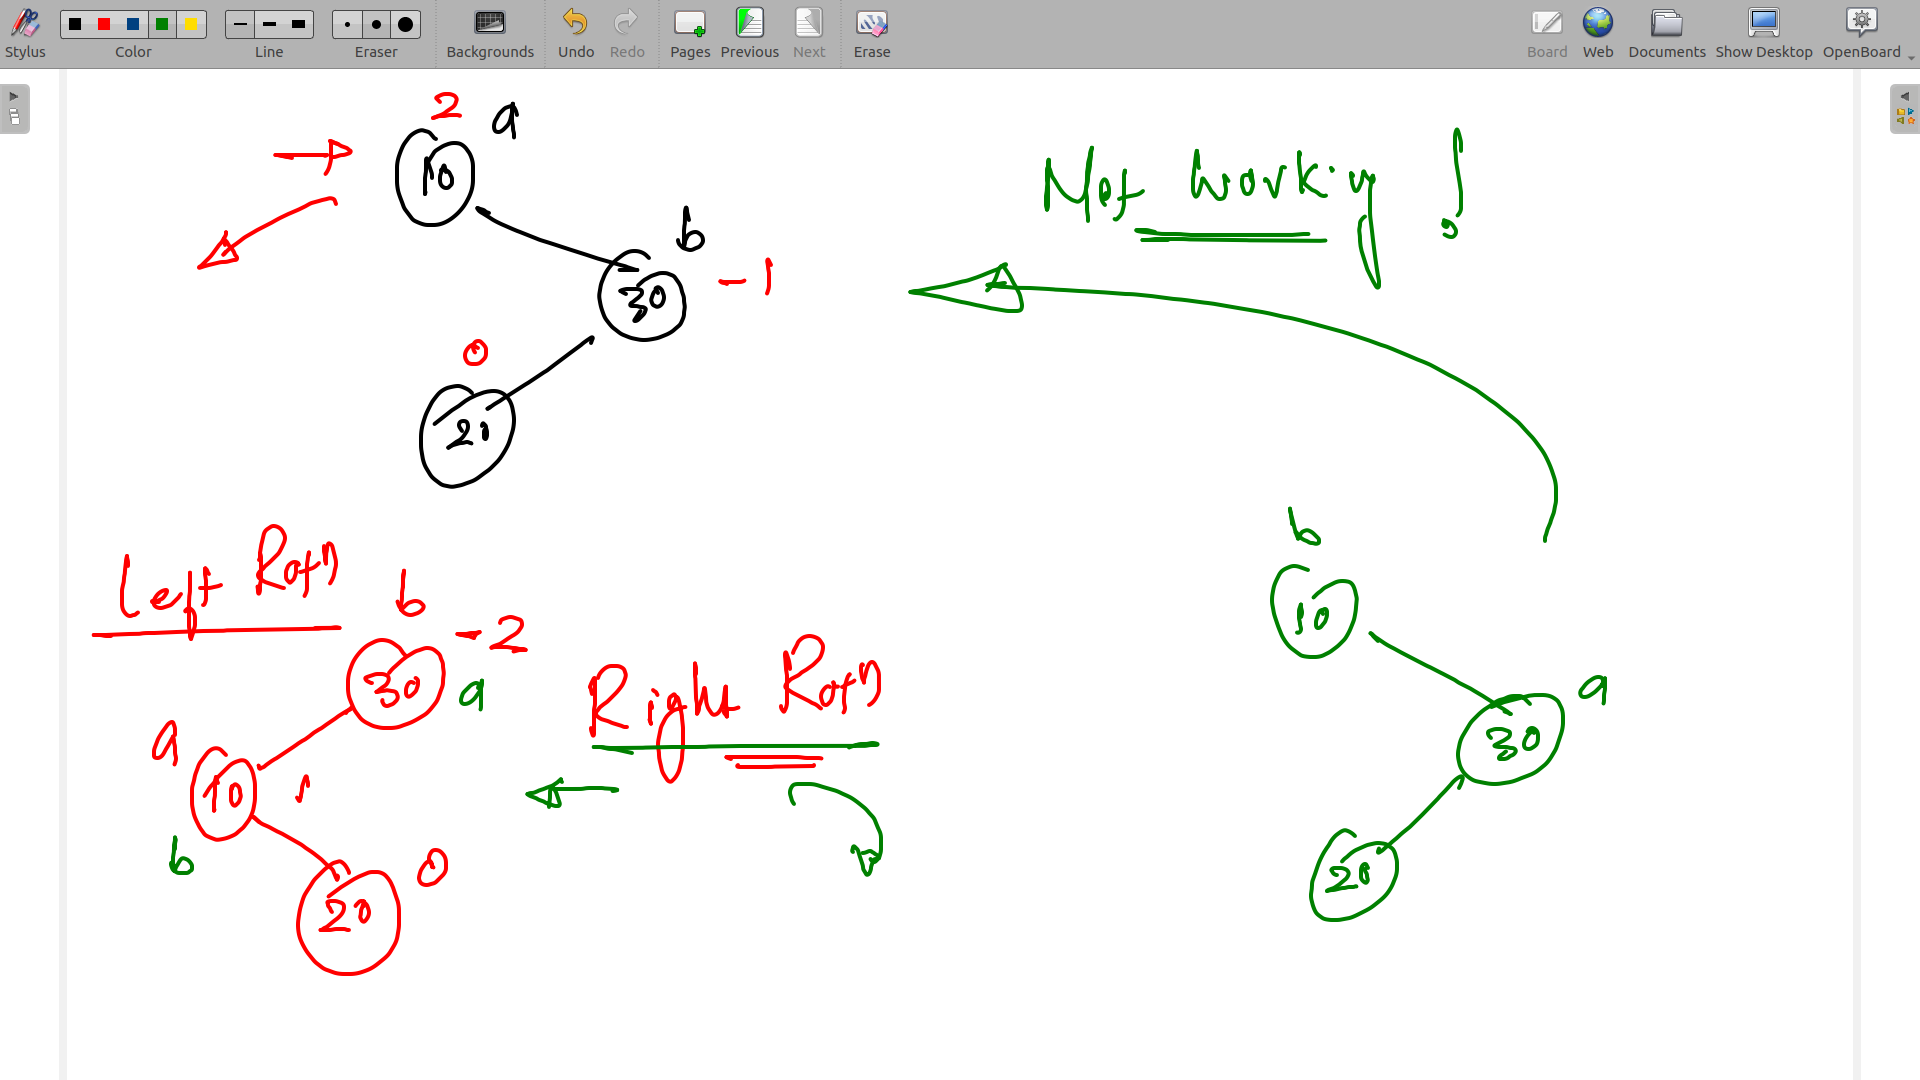 Stylus Color Line Eraser Backgrounds Undo Redo Pages Previous Next Erase Board Web Documents Show Desktop OpenBoard
2 a
10
b
30 -1
0
20
Not working !
Left Rotn
b
30 -2
a
a
10 1
b
20 0
Right Rotn
b
10
a
30
20